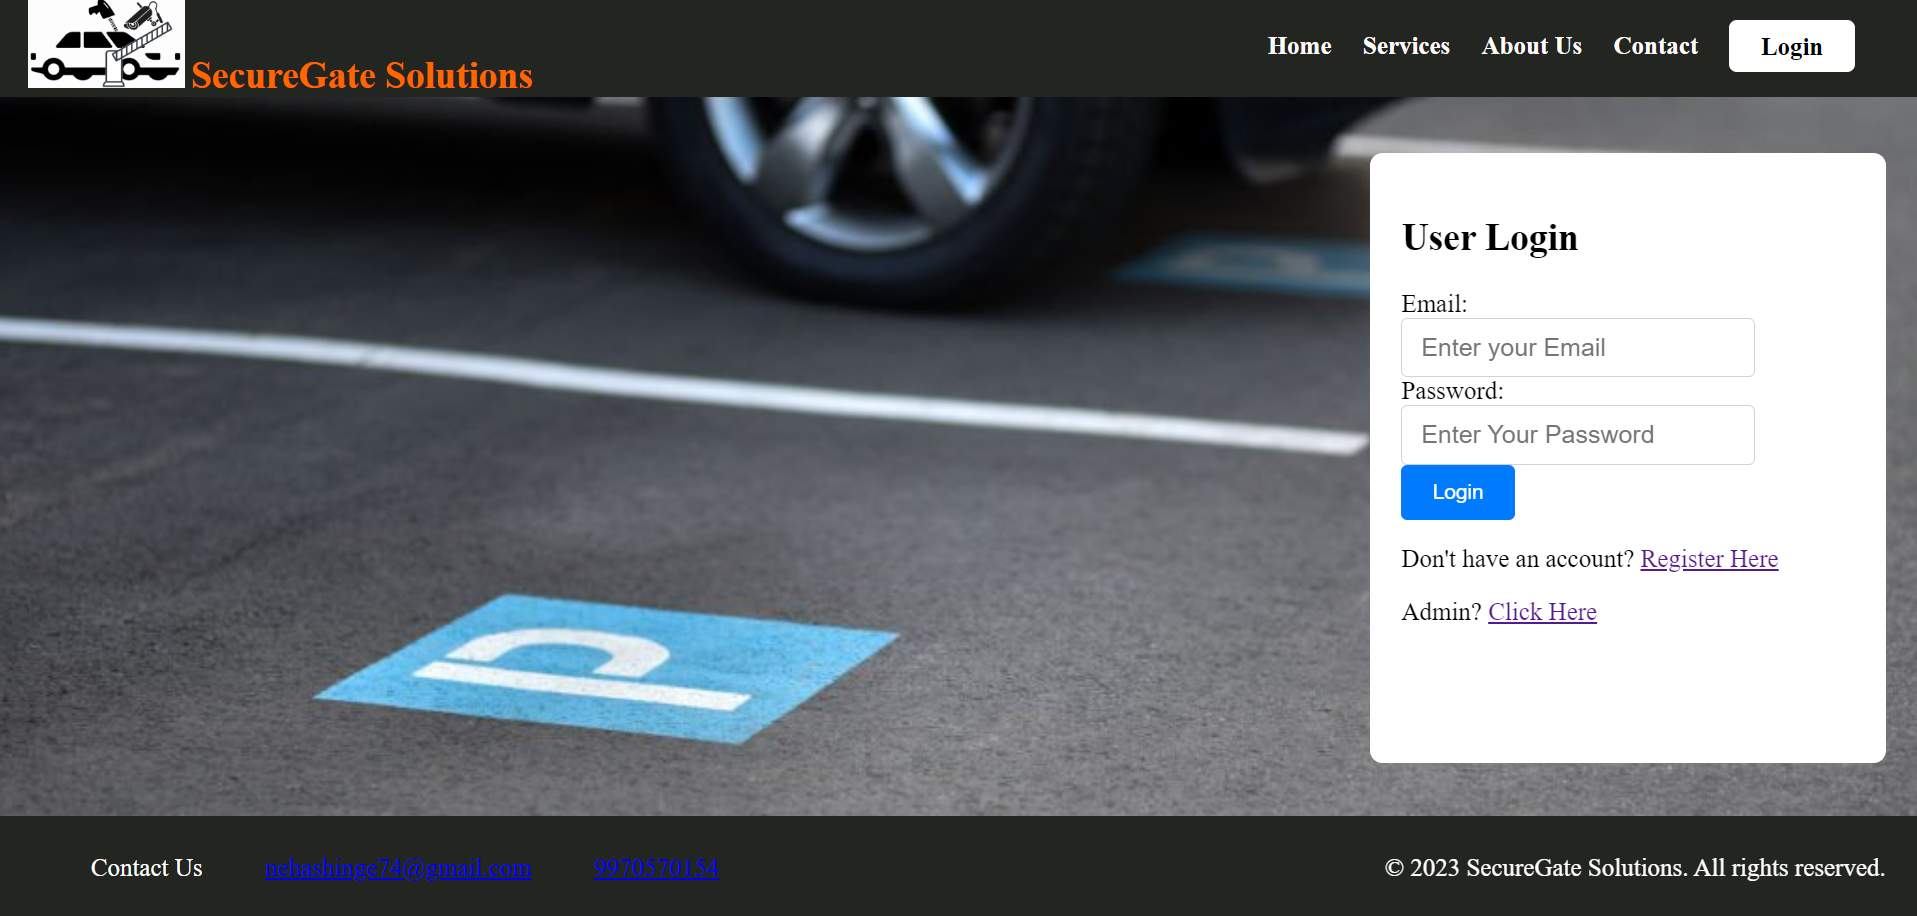 SecureGate Solutions
Home Services About Us Contact Login
User Login
Email:
Enter your Email
Password:
Enter Your Password
Login
Don't have an account? Register Here
Admin? Click Here
P
Contact Us nehashinge74@gmail.com 9970570154 © 2023 SecureGate Solutions. All rights reserved.